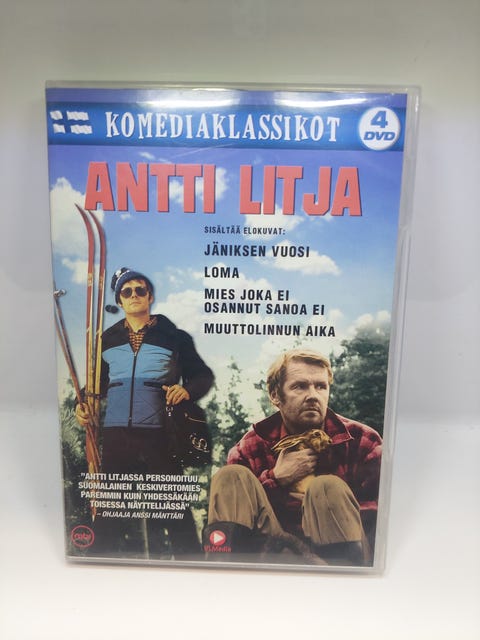 KOMEDIAKLASSIKOT
4
DVD
ANTTI LITJA
SISÄLTÄÄ ELOKUVAT:
JÄNIKSEN VUOSI
LOMA
MIES JOKA EI
OSANNUT SANOA EI
MUUTTOLINNUN AIKA
"ANTTI LITJASSA PERSONOITUU
SUOMALAINEN KESKIVERTOMIES
PAREMMIN KUIN YHDESSÄKÄÄN
TOISESSA NÄYTTELIJÄSSÄ"
– OHJAAJA ANSSI MÄNTTÄRI
VLMedia